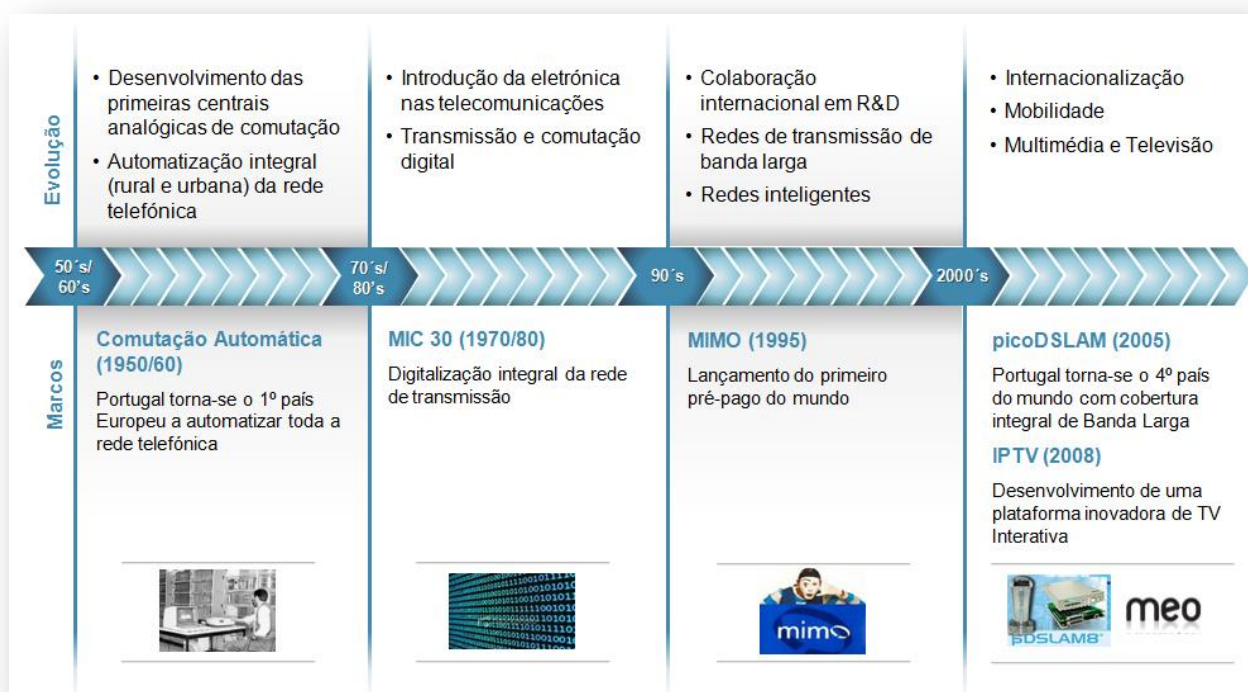 Evolução
• Desenvolvimento das
primeiras centrais
analógicas de comutação
• Automatização integral
(rural e urbana) da rede
telefónica
• Introdução da eletrónica
nas telecomunicações
• Transmissão e comutação
digital
• Colaboração
internacional em R&D
• Redes de transmissão de
banda larga
• Redes inteligentes
• Internacionalização
• Mobilidade
• Multimédia e Televisão
50´s/
60’s
70´s/
80’s
90´s
2000´s
Marcos
Comutação Automática
(1950/60)
Portugal torna-se o 1º país
Europeu a automatizar toda a
rede telefónica
MIC 30 (1970/80)
Digitalização integral da rede
de transmissão
MIMO (1995)
Lançamento do primeiro
pré-pago do mundo
mimo
picoDSLAM (2005)
Portugal torna-se o 4º país
do mundo com cobertura
integral de Banda Larga
IPTV (2008)
Desenvolvimento de uma
plataforma inovadora de TV
Interativa
pDSLAM8
meo